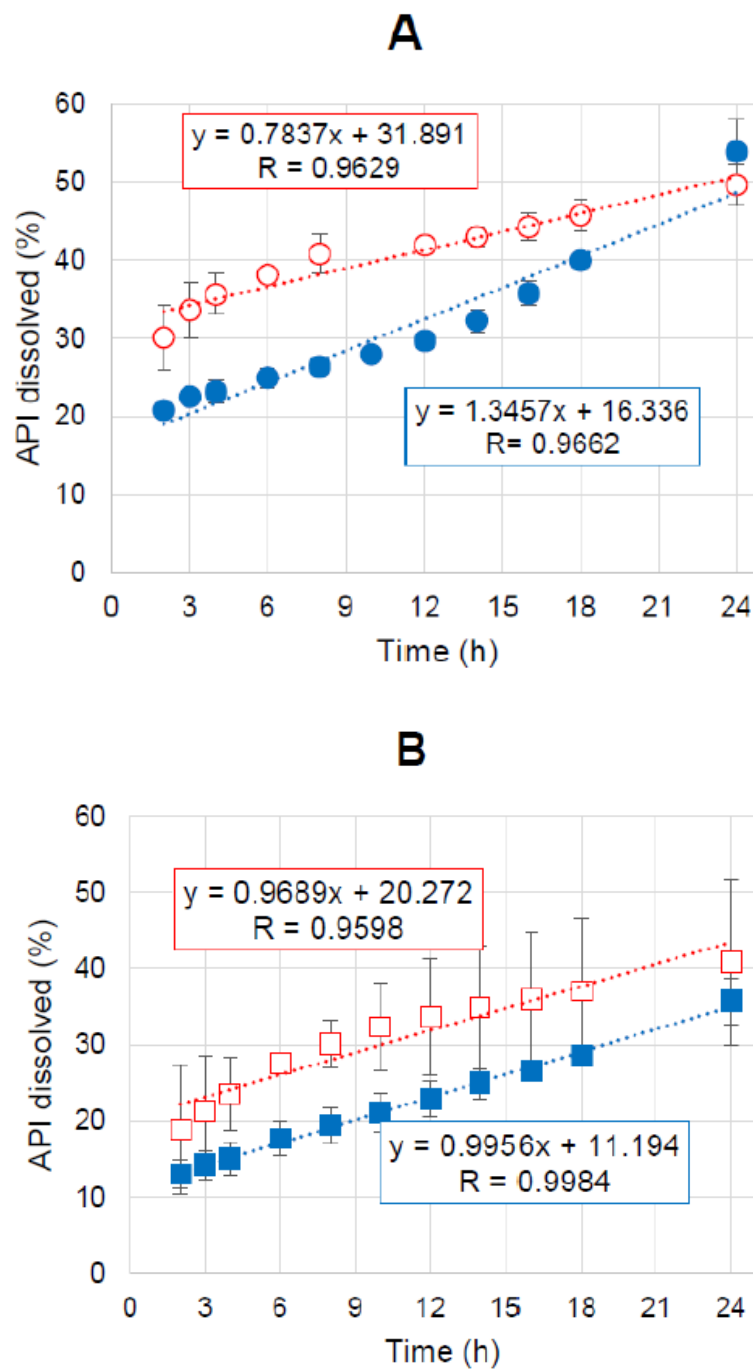 A
60
50
40
30
20
10
0
API dissolved (%)
y = 0.7837x + 31.891
R = 0.9629
y = 1.3457x + 16.336
R= 0.9662
0 3 6 9 12 15 18 21 24
Time (h)
B
60
50
40
30
20
10
0
API dissolved (%)
y = 0.9689x + 20.272
R = 0.9598
y = 0.9956x + 11.194
R = 0.9984
0 3 6 9 12 15 18 21 24
Time (h)